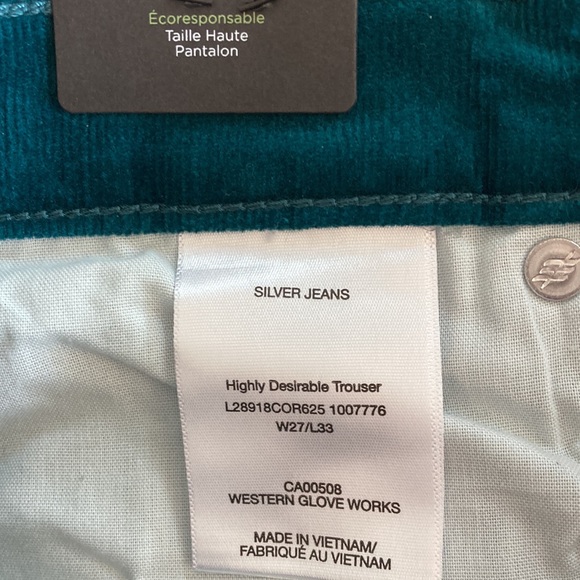 Écoresponsable
Taille Haute
Pantalon
SILVER JEANS
Highly Desirable Trouser
L28918COR625 1007776
W27/L33
CA00508
WESTERN GLOVE WORKS
MADE IN VIETNAM/
FABRIQUÉ AU VIETNAM